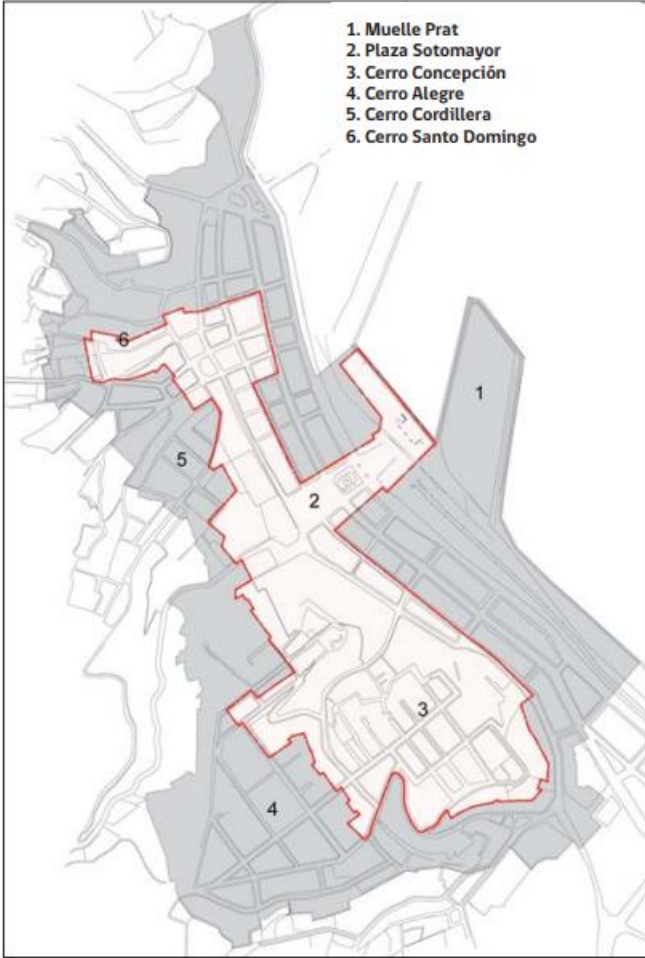 1. Muelle Prat
2. Plaza Sotomayor
3. Cerro Concepción
4. Cerro Alegre
5. Cerro Cordillera
6. Cerro Santo Domingo
6
1
5
2
3
4